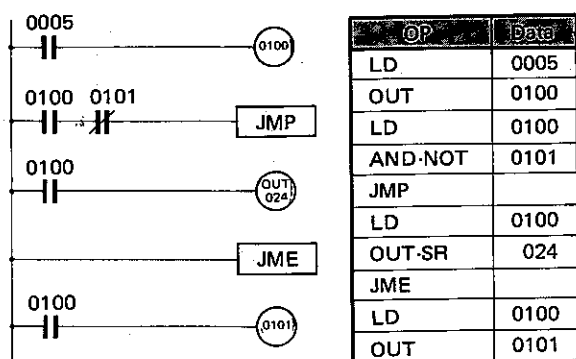 0005
0100
0100 0101
JMP
0100
OUT
024
JME
0100
0101
OP Data
LD 0005
OUT 0100
LD 0100
AND-NOT 0101
JMP
LD 0100
OUT-SR 024
JME
LD 0100
OUT 0101